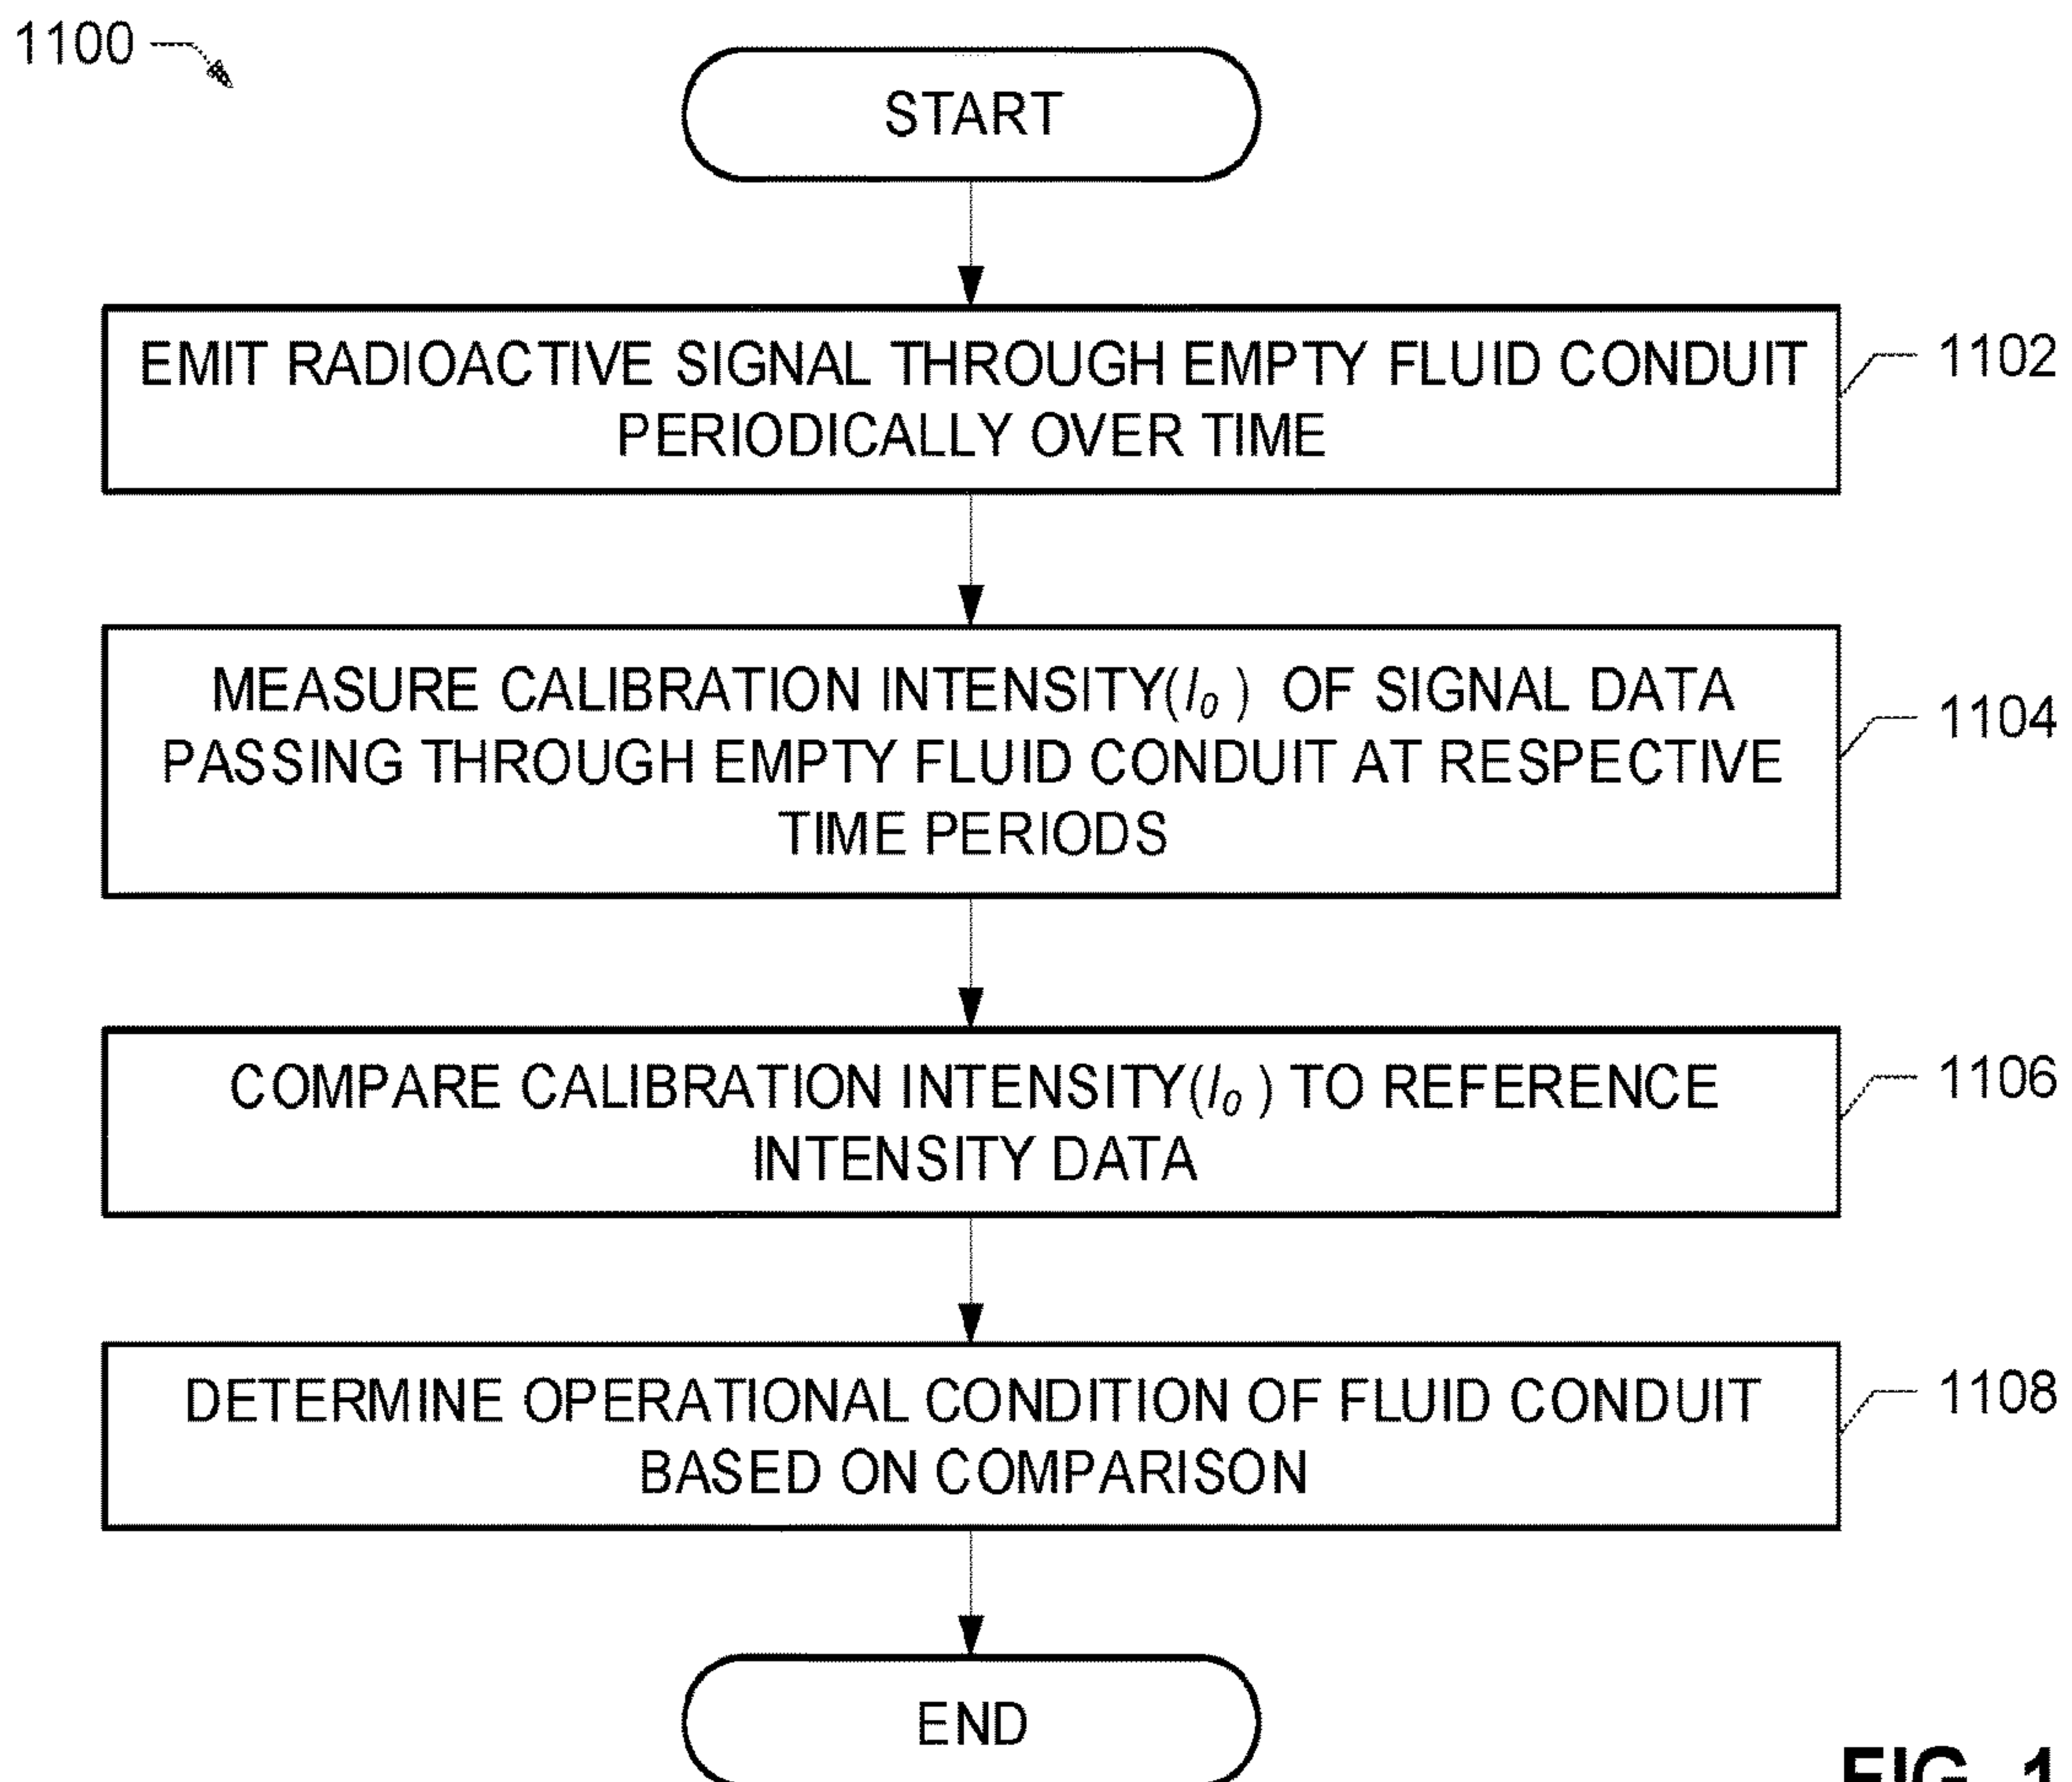 1100
START
EMIT RADIOACTIVE SIGNAL THROUGH EMPTY FLUID CONDUIT
PERIODICALLY OVER TIME
1102
MEASURE CALIBRATION INTENSITY(I₀) OF SIGNAL DATA
PASSING THROUGH EMPTY FLUID CONDUIT AT RESPECTIVE
TIME PERIODS
1104
COMPARE CALIBRATION INTENSITY(I₀) TO REFERENCE
INTENSITY DATA
1106
DETERMINE OPERATIONAL CONDITION OF FLUID CONDUIT
BASED ON COMPARISON
1108
END
FIG. 1